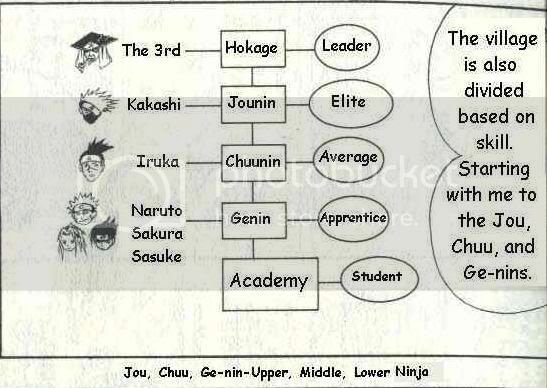 The 3rd Hokage Leader
Kakashi Jounin Elite
Iruka Chuunin Average
Naruto
Sakura
Sasuke
Genin Apprentice
Academy Student
The village
is also
divided
based on
skill.
Starting
with me to
the Jou,
Chuu, and
Ge-nins.
photobucket
Jou, Chuu, Ge-nin-Upper, Middle, Lower Ninja